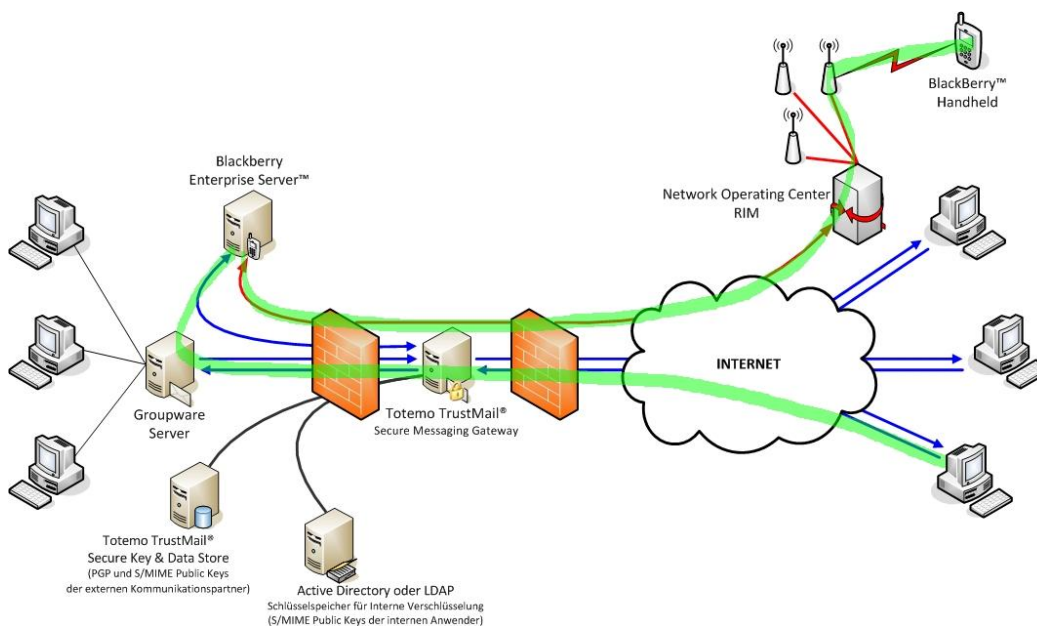 BlackBerry™
Handheld
Blackberry
Enterprise Server™
Network Operating Center
RIM
INTERNET
Groupware
Server
Totemo TrustMail®
Secure Messaging Gateway
Totemo TrustMail®
Secure Key & Data Store
(PGP und S/MIME Public Keys
der externen Kommunikationspartner)
Active Directory oder LDAP
Schlüsselspeicher für Interne Verschlüsselung
(S/MIME Public Keys der internen Anwender)